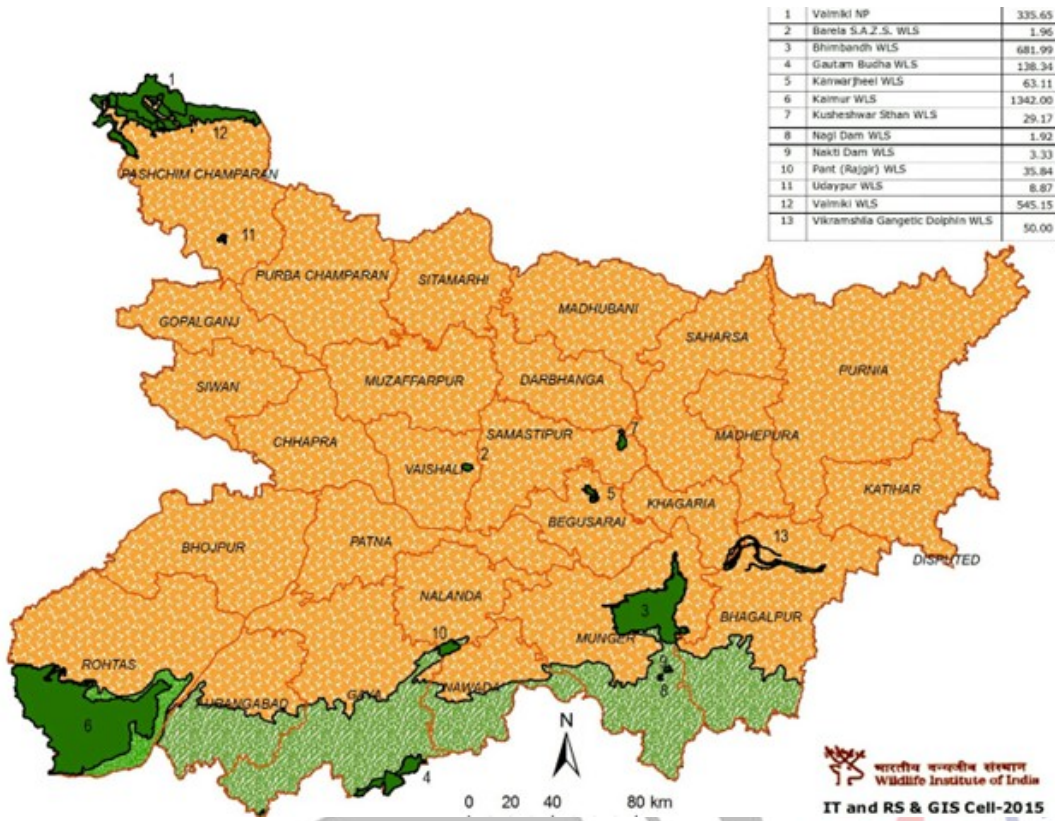 1 Valmiki NP 335.65
2 Barela S.A.Z.S. WLS 1.96
3 Bhimbandh WLS 681.99
4 Gautam Budha WLS 138.34
5 Kanwarjheel WLS 63.11
6 Kaimur WLS 1342.00
7 Kusheshwar Sthan WLS 29.17
8 Nagi Dam WLS 1.92
9 Nakti Dam WLS 3.33
10 Pant (Rajgir) WLS 35.84
11 Udaypur WLS 8.87
12 Valmiki WLS 545.15
13 Vikramshila Gangetic Dolphin WLS 50.00
1
12
PASHCHIM CHAMPARAN
11
PURBA CHAMPARAN
SITAMARHI
MADHUBANI
GOPALGANJ
SAHARSA
SIWAN
MUZAFFARPUR
DARBHANGA
PURNIA
CHHAPRA
SAMASTIPUR
7
MADHEPURA
VAISHALI
2
5
KHAGARIA
KATIHAR
BEGUSARAI
BHOJPUR
PATNA
13
DISPUTED
NALANDA
3
BHAGALPUR
10
MUNGER
ROHTAS
9
AURANGABAD
GAYA
NAWADA
8
6
4
N
0 20 40 80 km
भारतीय वन्यजीव संस्थान
Wildlife Institute of India
IT and RS & GIS Cell-2015